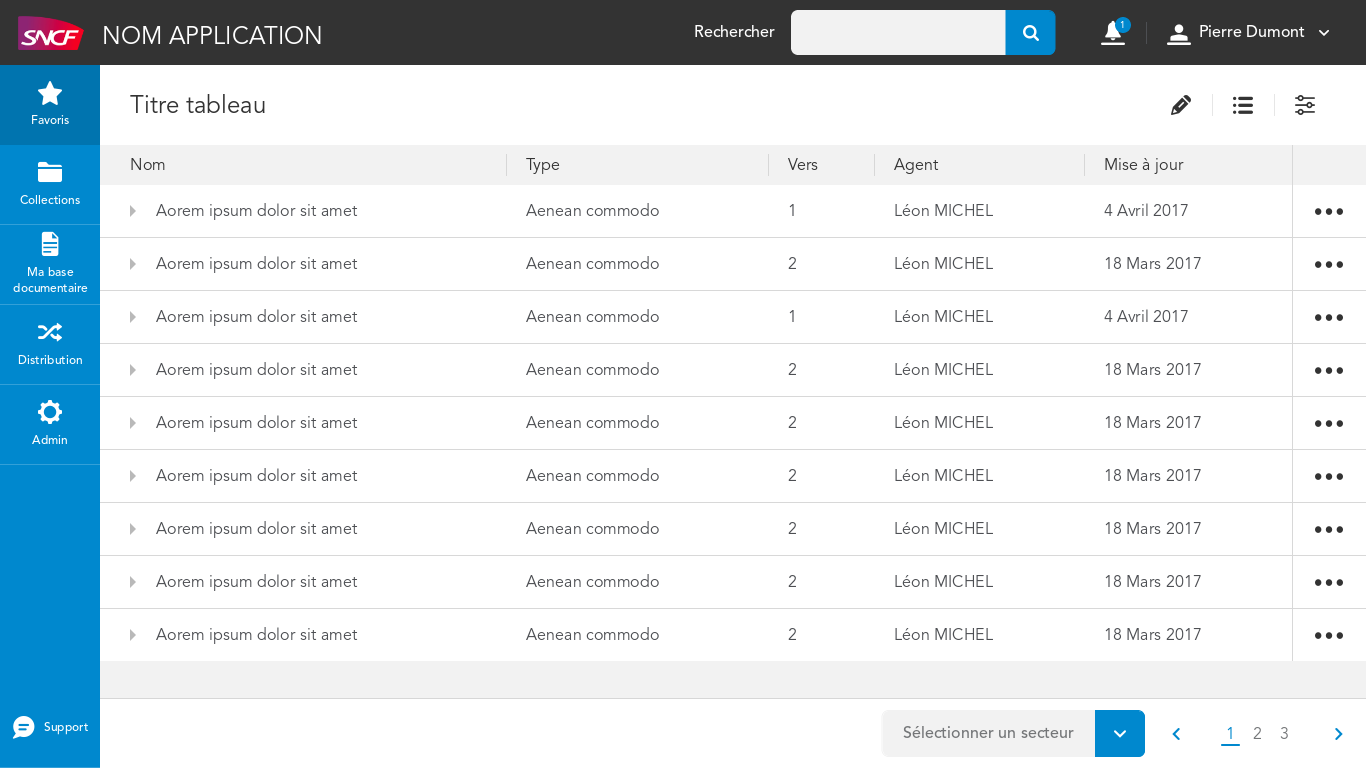 SNCF
NOM APPLICATION
Rechercher
1
Pierre Dumont
Favoris
Collections
Ma base
documentaire
Distribution
Admin
Support
Titre tableau
Nom Type Vers Agent Mise à jour
Aorem ipsum dolor sit amet Aenean commodo 1 Léon MICHEL 4 Avril 2017
Aorem ipsum dolor sit amet Aenean commodo 2 Léon MICHEL 18 Mars 2017
Aorem ipsum dolor sit amet Aenean commodo 1 Léon MICHEL 4 Avril 2017
Aorem ipsum dolor sit amet Aenean commodo 2 Léon MICHEL 18 Mars 2017
Aorem ipsum dolor sit amet Aenean commodo 2 Léon MICHEL 18 Mars 2017
Aorem ipsum dolor sit amet Aenean commodo 2 Léon MICHEL 18 Mars 2017
Aorem ipsum dolor sit amet Aenean commodo 2 Léon MICHEL 18 Mars 2017
Aorem ipsum dolor sit amet Aenean commodo 2 Léon MICHEL 18 Mars 2017
Aorem ipsum dolor sit amet Aenean commodo 2 Léon MICHEL 18 Mars 2017
Sélectionner un secteur
1 2 3